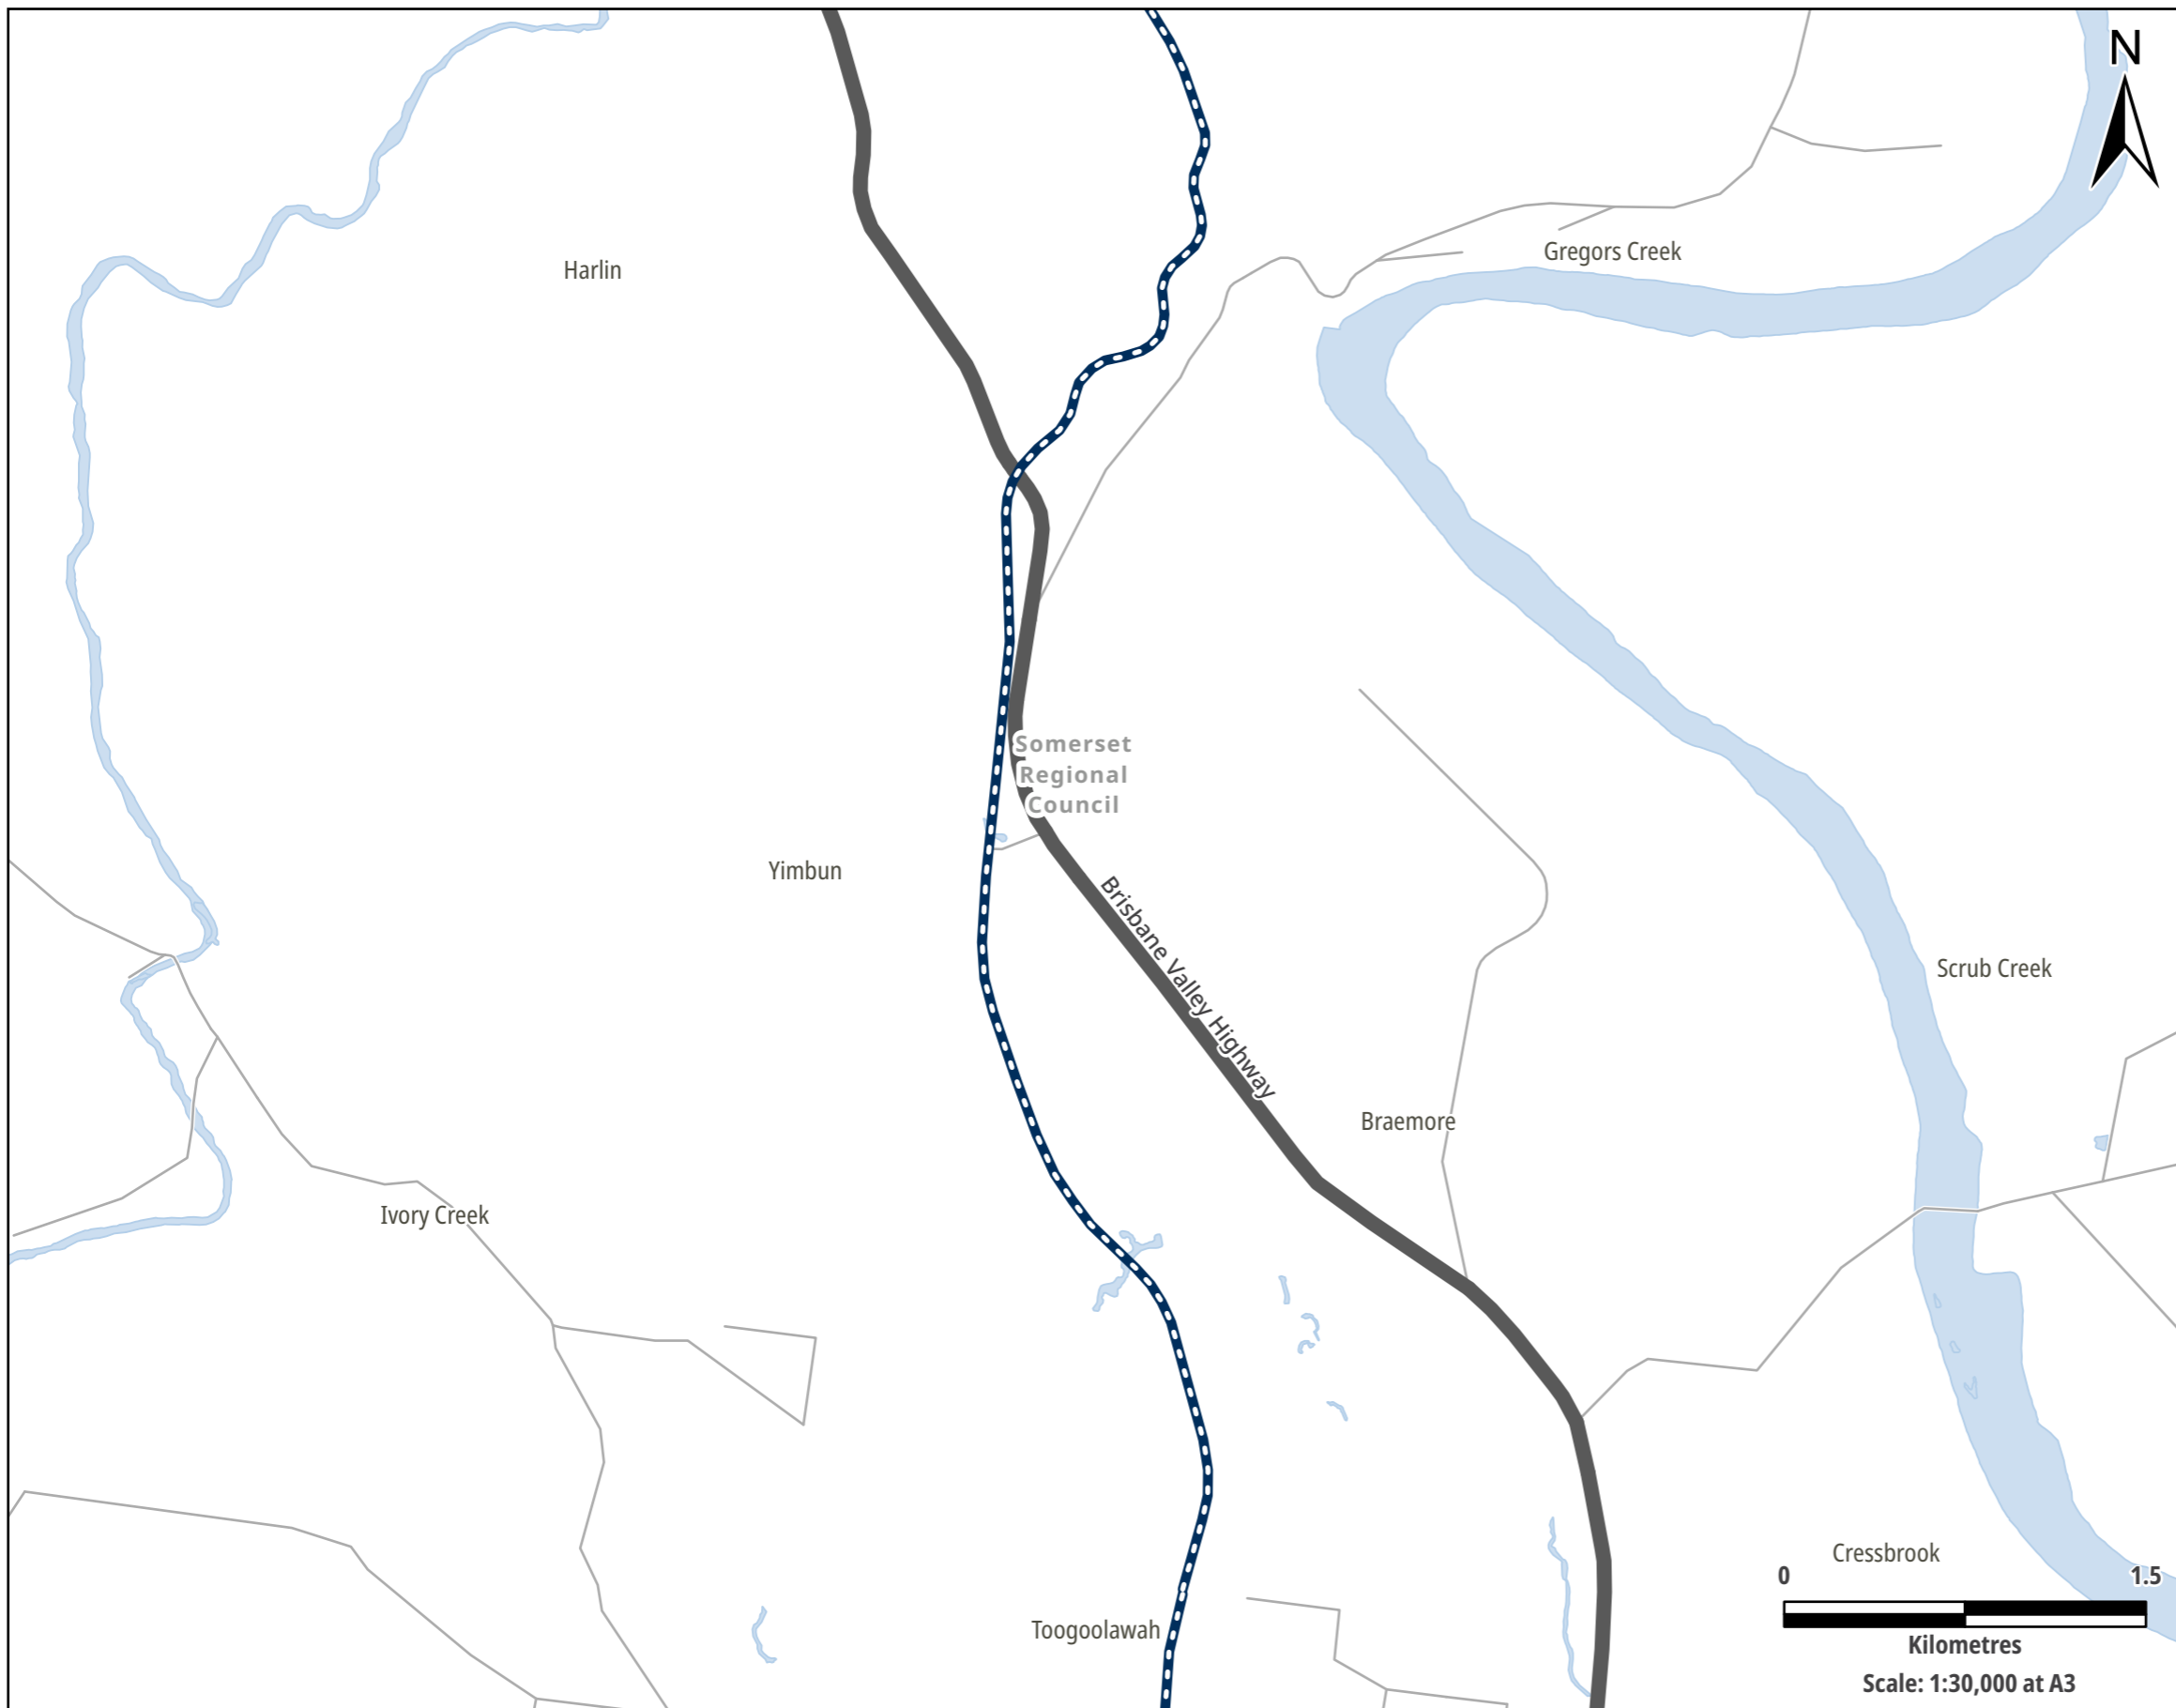 N
Gregors Creek
Harlin
Somerset
Regional
Council
Yimbun
Brisbane Valley Highway
Scrub Creek
Braemore
Ivory Creek
Cressbrook
0 1.5
Toogoolawah
Kilometres
Scale: 1:30,000 at A3